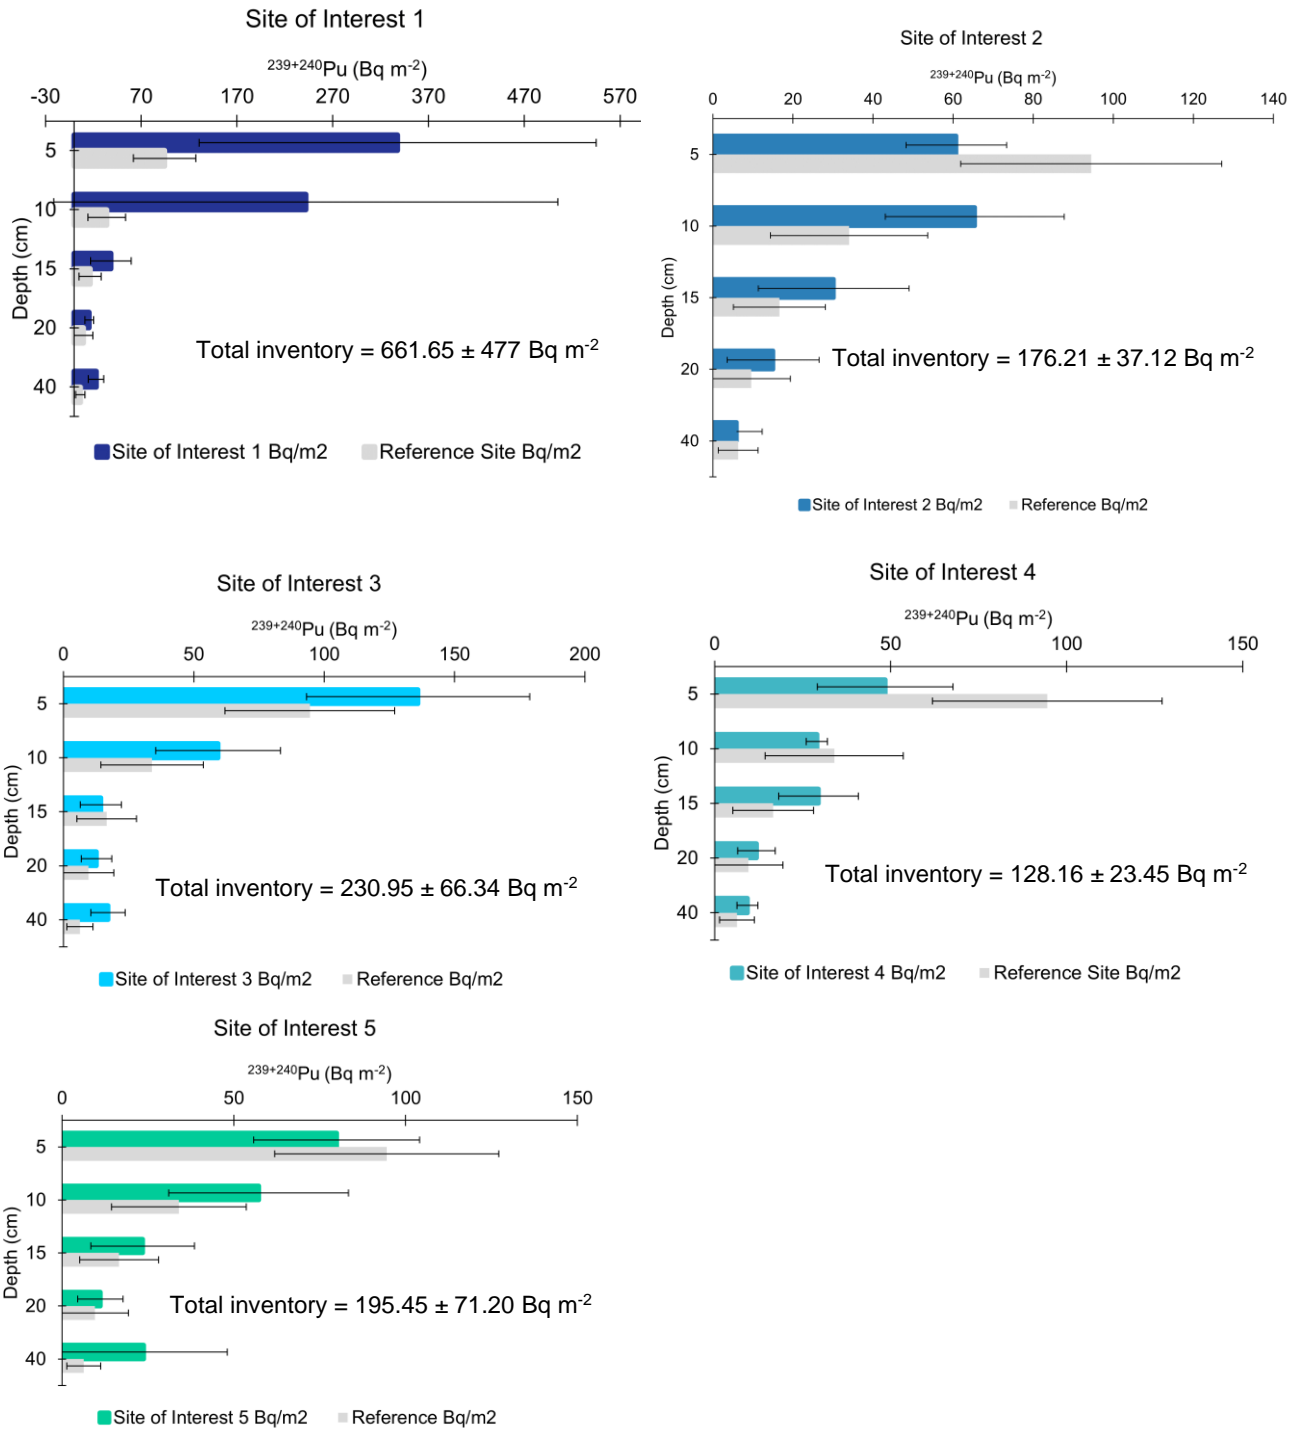 Site of Interest 1
239+240Pu (Bq m-2)
-30 70 170 270 370 470 570
Depth (cm)
5
10
15
20
40
Total inventory = 661.65 ± 477 Bq m-2
Site of Interest 1 Bq/m2 Reference Site Bq/m2
Site of Interest 2
239+240Pu (Bq m-2)
0 20 40 60 80 100 120 140
Depth (cm)
5
10
15
20
40
Total inventory = 176.21 ± 37.12 Bq m-2
Site of Interest 2 Bq/m2 Reference Bq/m2
Site of Interest 3
239+240Pu (Bq m-2)
0 50 100 150 200
Depth (cm)
5
10
15
20
40
Total inventory = 230.95 ± 66.34 Bq m-2
Site of Interest 3 Bq/m2 Reference Bq/m2
Site of Interest 4
239+240Pu (Bq m-2)
0 50 100 150
Depth (cm)
5
10
15
20
40
Total inventory = 128.16 ± 23.45 Bq m-2
Site of Interest 4 Bq/m2 Reference Site Bq/m2
Site of Interest 5
239+240Pu (Bq m-2)
0 50 100 150
Depth (cm)
5
10
15
20
40
Total inventory = 195.45 ± 71.20 Bq m-2
Site of Interest 5 Bq/m2 Reference Bq/m2